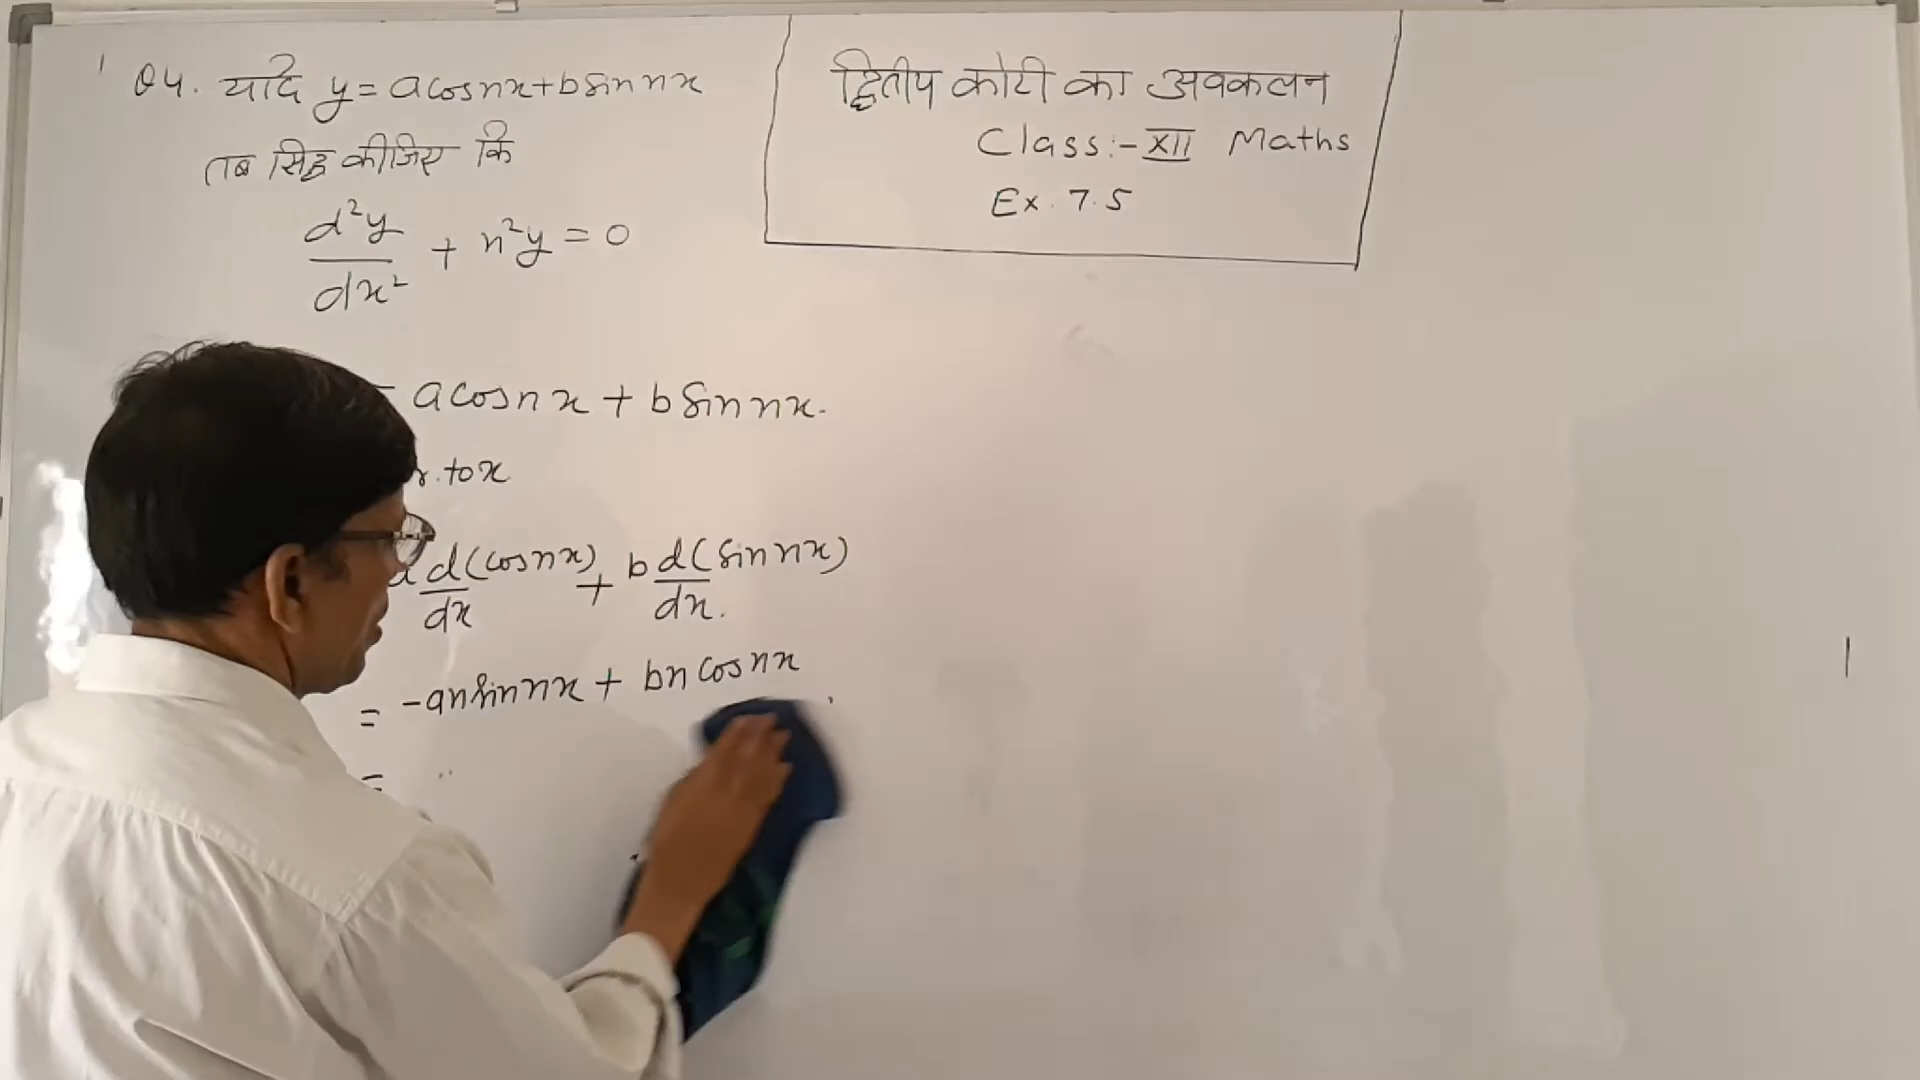 Q4. यदि y = a cos nx + b sin nx
तब सिद्ध कीजिए कि
d²y/dx² + n²y = 0
द्वितीय कोटी का अवकलन
Class:- XII Maths
Ex. 7.5
a cos nx + b sin nx.
r. to x
d(cos nx)/dx + b d(sin nx)/dx.
= -an sin nx + bn cos nx
=